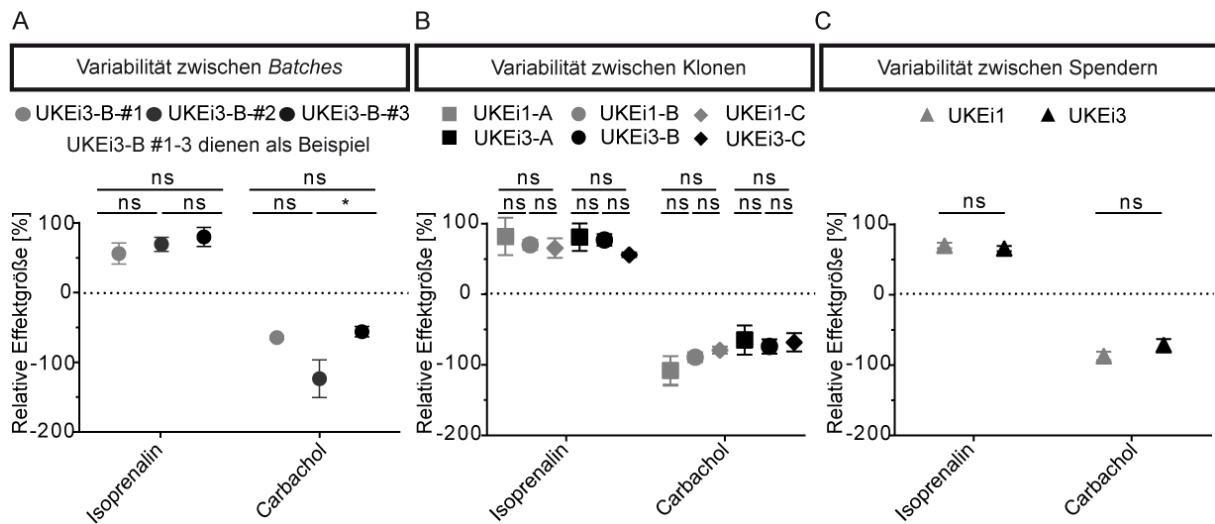 A
Variabilität zwischen Batches
UKEi3-B-#1 UKEi3-B-#2 UKEi3-B-#3
UKEi3-B #1-3 dienen als Beispiel
ns ns
ns ns ns *
Relative Effektgröße [%]
100
0
-100
-200
Isoprenalin
Carbachol
B
Variabilität zwischen Klonen
UKEi1-A UKEi1-B UKEi1-C
UKEi3-A UKEi3-B UKEi3-C
ns ns ns ns
ns ns ns ns ns ns ns ns
Relative Effektgröße [%]
100
0
-100
-200
Isoprenalin
Carbachol
C
Variabilität zwischen Spendern
UKEi1 UKEi3
ns ns
Relative Effektgröße [%]
100
0
-100
-200
Isoprenalin
Carbachol